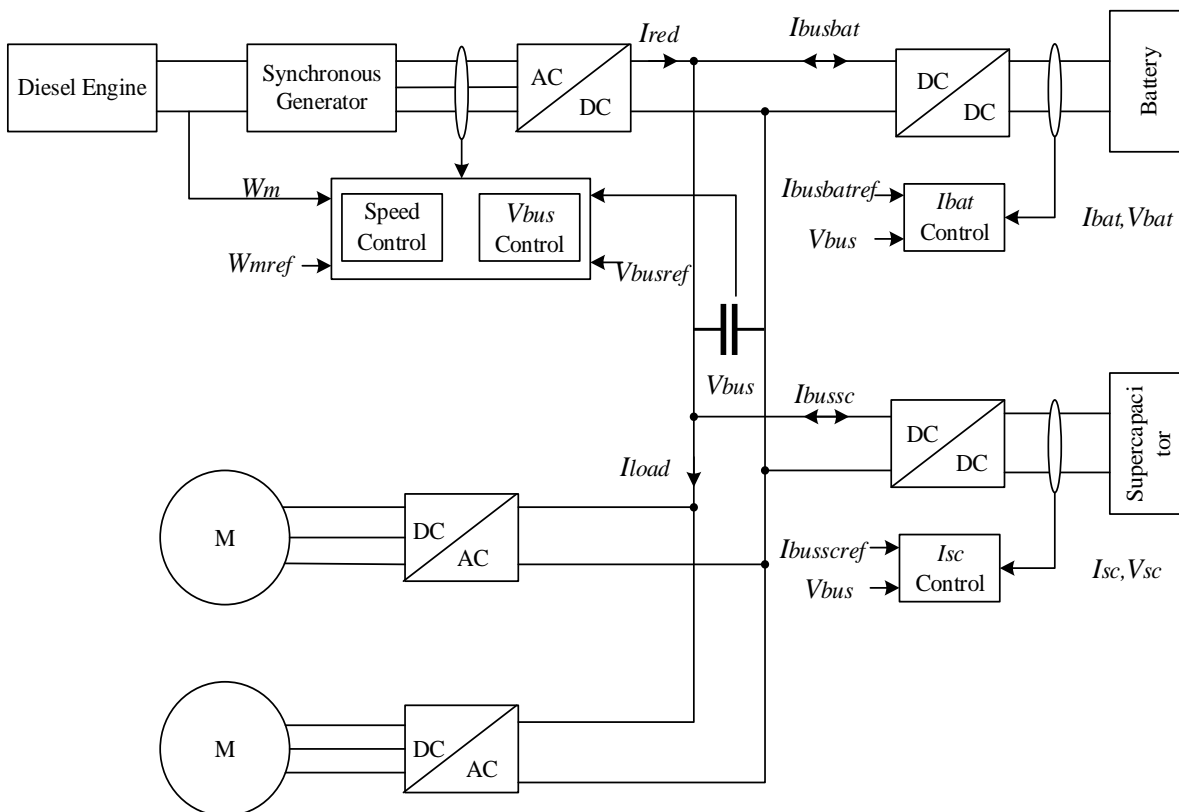 Ired
Ibusbat
Diesel Engine
Synchronous
Generator
AC
DC
DC
DC
Battery
Wm
Wmref
Speed
Control
Vbus
Control
Vbusref
Ibusbatref
Vbus
Ibat
Control
Ibat,Vbat
Vbus
Ibussc
DC
DC
Supercapaci
tor
Iload
M
DC
AC
Ibusscref
Vbus
Isc
Control
Isc,Vsc
M
DC
AC